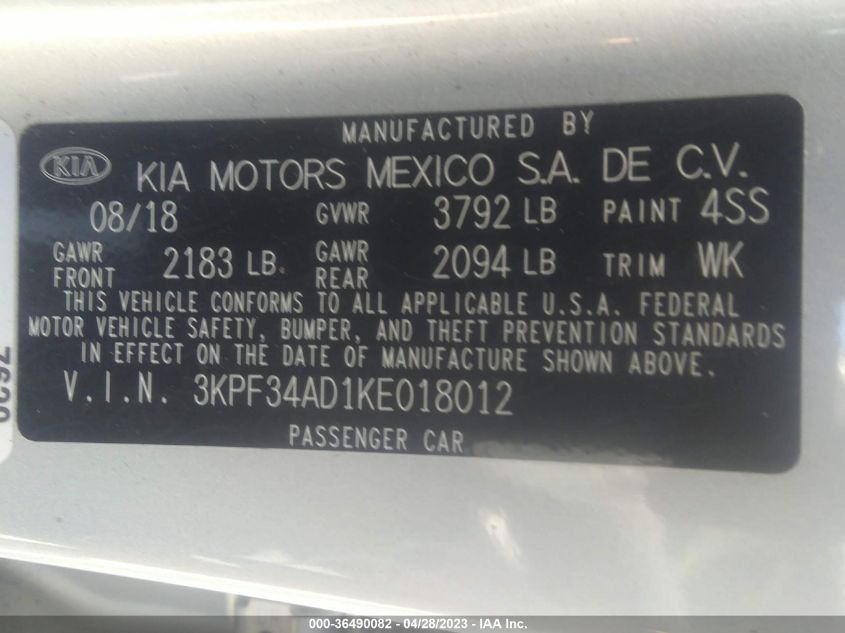 MANUFACTURED BY
KIA KIA MOTORS MEXICO S.A. DE C.V.
08/18 GVWR 3792 LB PAINT 4SS
GAWR FRONT 2183 LB. GAWR REAR 2094 LB TRIM WK
THIS VEHICLE CONFORMS TO ALL APPLICABLE U.S.A. FEDERAL
MOTOR VEHICLE SAFETY, BUMPER, AND THEFT PREVENTION STANDARDS
IN EFFECT ON THE DATE OF MANUFACTURE SHOWN ABOVE.
V.I.N. 3KPF34AD1KE018012
PASSENGER CAR
000-36490082 - 04/28/2023 - IAA Inc.